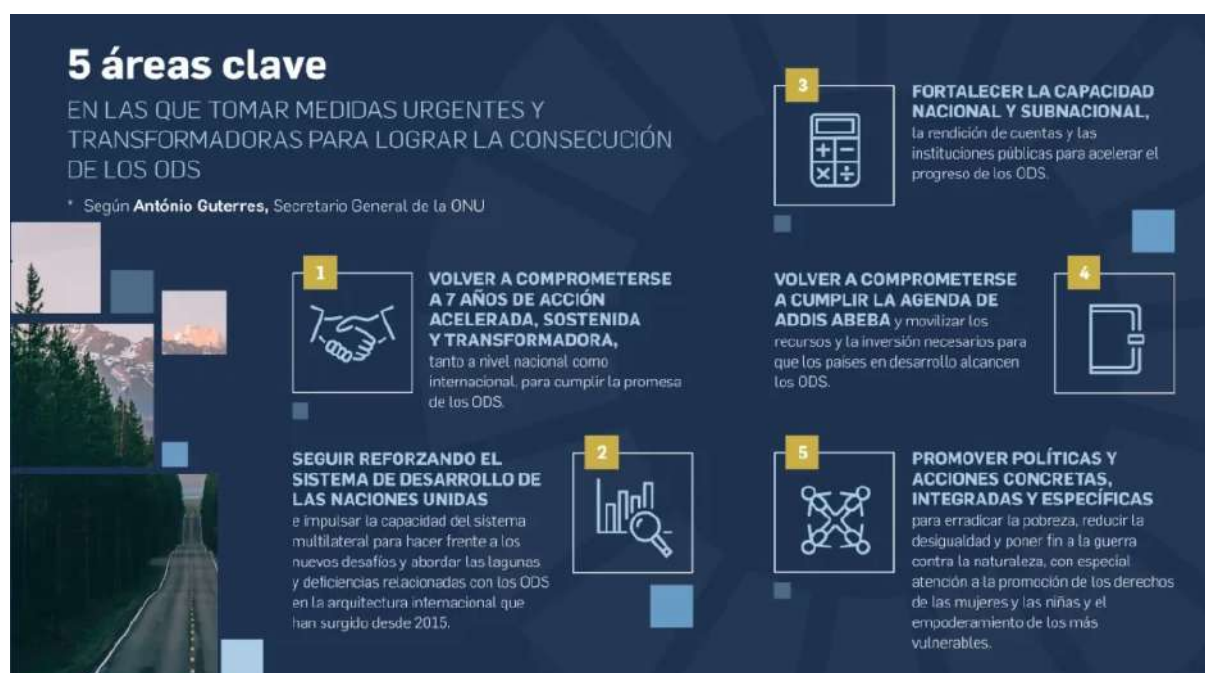 5 áreas clave
EN LAS QUE TOMAR MEDIDAS URGENTES Y
TRANSFORMADORAS PARA LOGRAR LA CONSECUCIÓN
DE LOS ODS
* Según António Guterres, Secretario General de la ONU
1
VOLVER A COMPROMETERSE
A 7 AÑOS DE ACCIÓN
ACELERADA, SOSTENIDA
Y TRANSFORMADORA,
tanto a nivel nacional como
internacional, para cumplir la promesa
de los ODS.
2
SEGUIR REFORZANDO EL
SISTEMA DE DESARROLLO DE
LAS NACIONES UNIDAS
e impulsar la capacidad del sistema
multilateral para hacer frente a los
nuevos desafíos y abordar las lagunas
y deficiencias relacionadas con los ODS
en la arquitectura internacional que
han surgido desde 2015.
3
FORTALECER LA CAPACIDAD
NACIONAL Y SUBNACIONAL,
la rendición de cuentas y las
instituciones públicas para acelerar el
progreso de los ODS.
4
VOLVER A COMPROMETERSE
A CUMPLIR LA AGENDA DE
ADDIS ABEBA y movilizar los
recursos y la inversión necesarios para
que los países en desarrollo alcancen
los ODS.
5
PROMOVER POLÍTICAS Y
ACCIONES CONCRETAS,
INTEGRADAS Y ESPECÍFICAS
para erradicar la pobreza, reducir la
desigualdad y poner fin a la guerra
contra la naturaleza, con especial
atención a la promoción de los derechos
de las mujeres y las niñas y el
empoderamiento de los más
vulnerables.